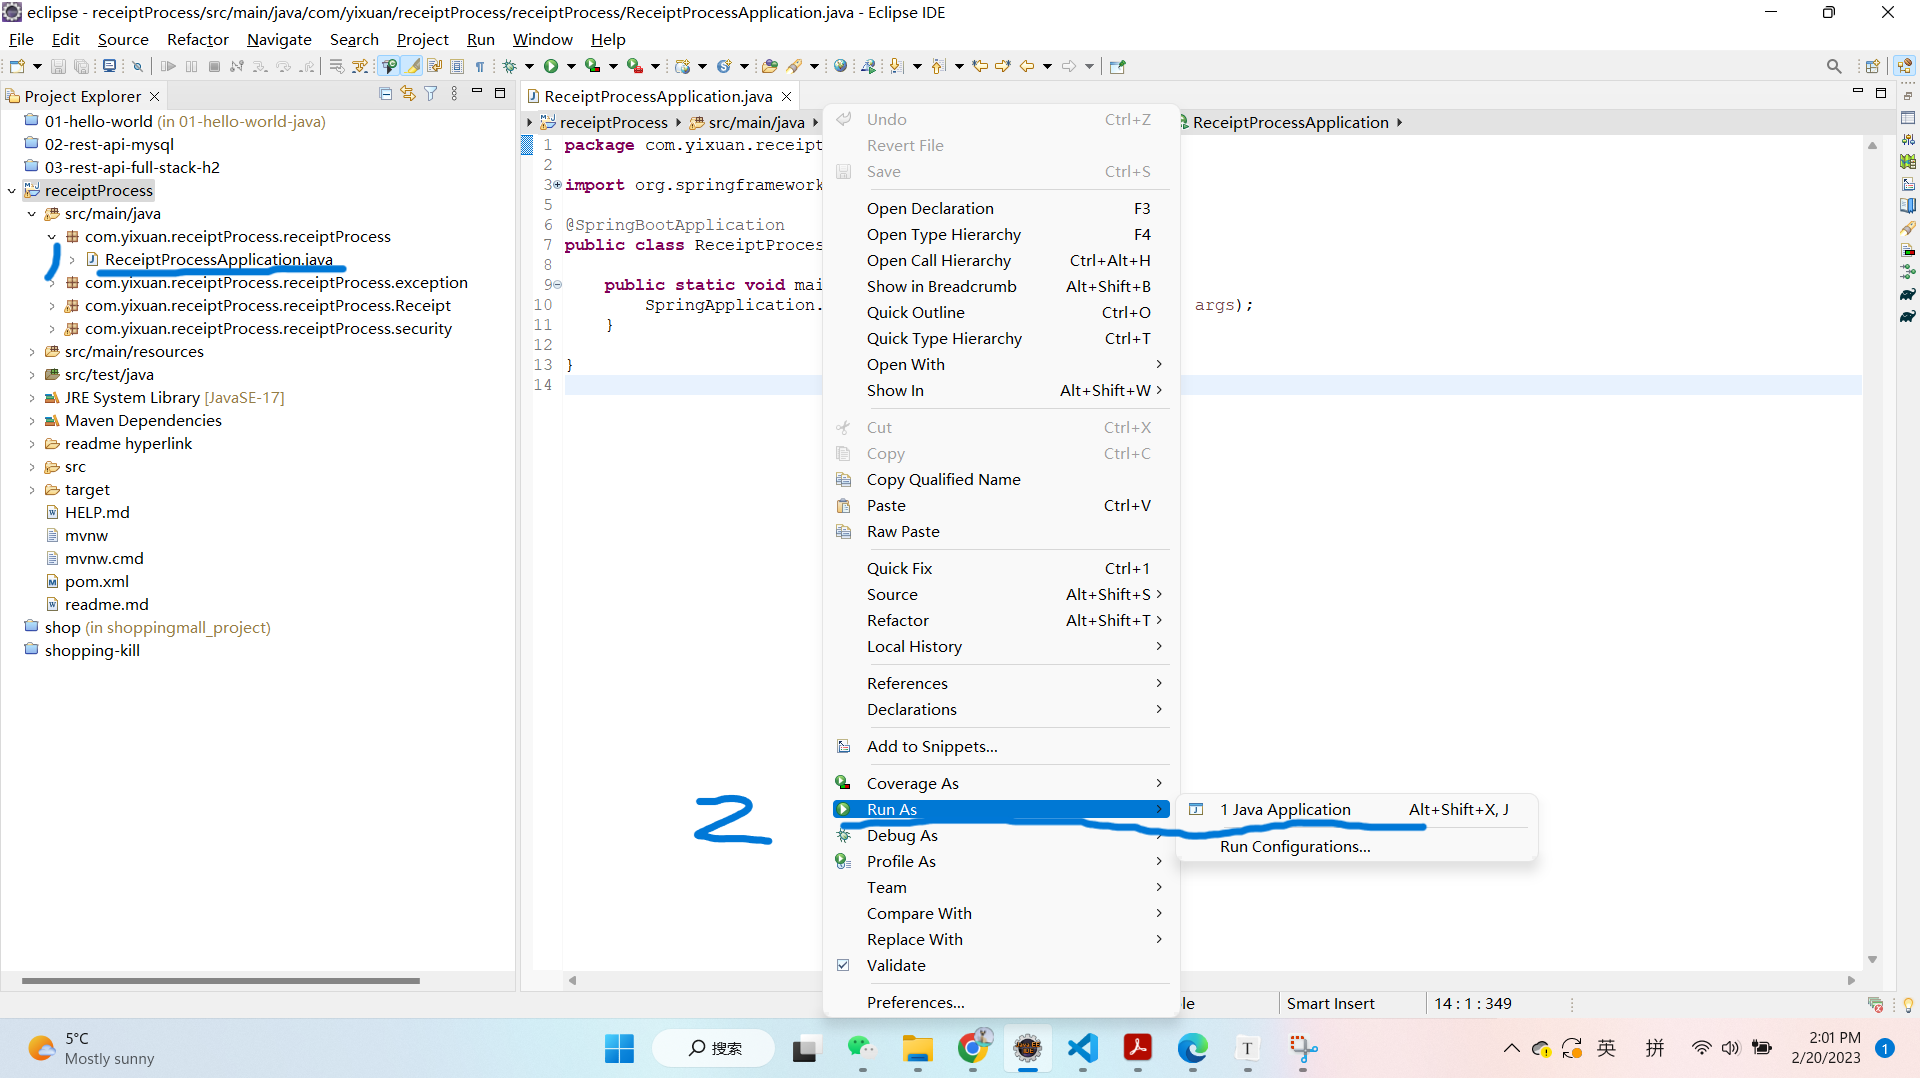 eclipse - receiptProcess/src/main/java/com/yixuan/receiptProcess/receiptProcess/ReceiptProcessApplication.java - Eclipse IDE
File Edit Source Refactor Navigate Search Project Run Window Help
Project Explorer
01-hello-world (in 01-hello-world-java)
02-rest-api-mysql
03-rest-api-full-stack-h2
receiptProcess
src/main/java
com.yixuan.receiptProcess.receiptProcess
ReceiptProcessApplication.java
com.yixuan.receiptProcess.receiptProcess.exception
com.yixuan.receiptProcess.receiptProcess.Receipt
com.yixuan.receiptProcess.receiptProcess.security
src/main/resources
src/test/java
JRE System Library [JavaSE-17]
Maven Dependencies
readme hyperlink
src
target
HELP.md
mvnw
mvnw.cmd
pom.xml
readme.md
shop (in shoppingmall_project)
shopping-kill
ReceiptProcessApplication.java
receiptProcess src/main/java ReceiptProcessApplication
1 package com.yixuan.receipt
2
3 import org.springframework
5
6 @SpringBootApplication
7 public class ReceiptProces
8
9 public static void mai
10 SpringApplication. args);
11 }
12
13 }
14
Undo Ctrl+Z
Revert File
Save Ctrl+S
Open Declaration F3
Open Type Hierarchy F4
Open Call Hierarchy Ctrl+Alt+H
Show in Breadcrumb Alt+Shift+B
Quick Outline Ctrl+O
Quick Type Hierarchy Ctrl+T
Open With
Show In Alt+Shift+W
Cut Ctrl+X
Copy Ctrl+C
Copy Qualified Name
Paste Ctrl+V
Raw Paste
Quick Fix Ctrl+1
Source Alt+Shift+S
Refactor Alt+Shift+T
Local History
References
Declarations
Add to Snippets...
Coverage As
Run As
Debug As
Profile As
Team
Compare With
Replace With
Validate
Preferences...
1 Java Application Alt+Shift+X, J
Run Configurations...
2
le Smart Insert 14 : 1 : 349
5°C
Mostly sunny
搜索
英 拼
2:01 PM
2/20/2023
1